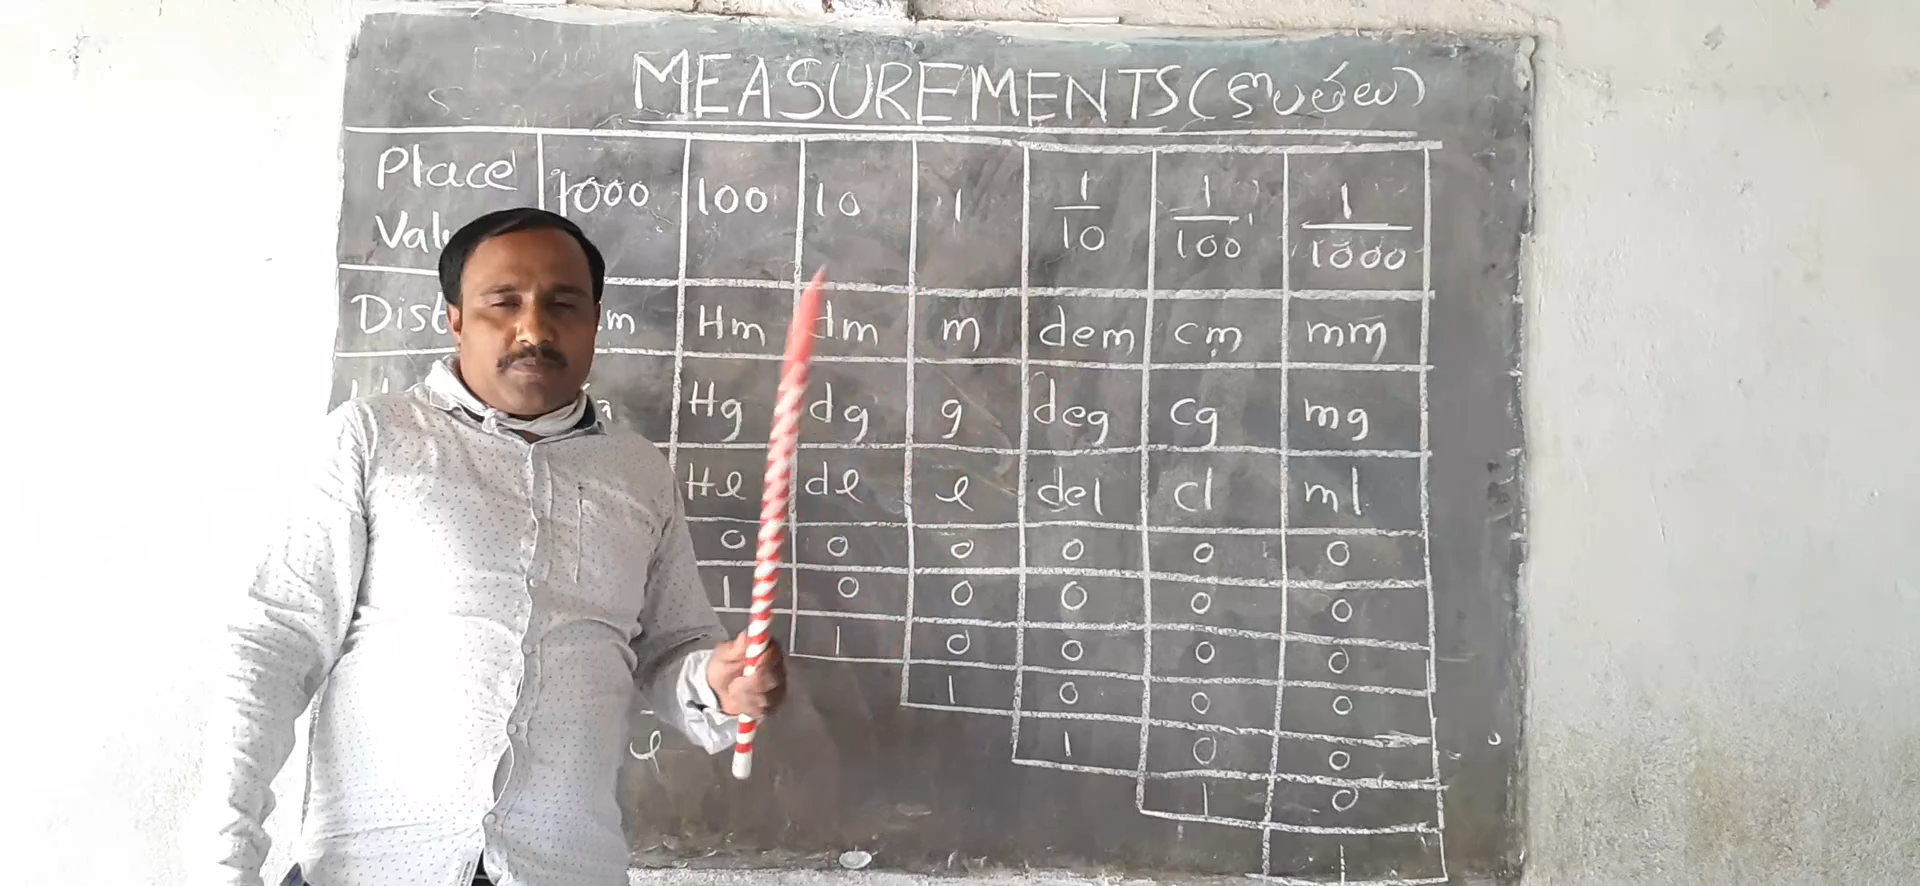 MEASUREMENTS (కొలతలు)
Place 1000 100 10 1 1/10 1/100 1/1000
Dist m Hm dm m dem cm mm
Hg dg g deg cg mg
Hl dl l del cl ml
0 0 0 0 0 0
1 0 0 0 0 0
1 0 0 0 0
1 0 0 0
1 0 0
1 0
1